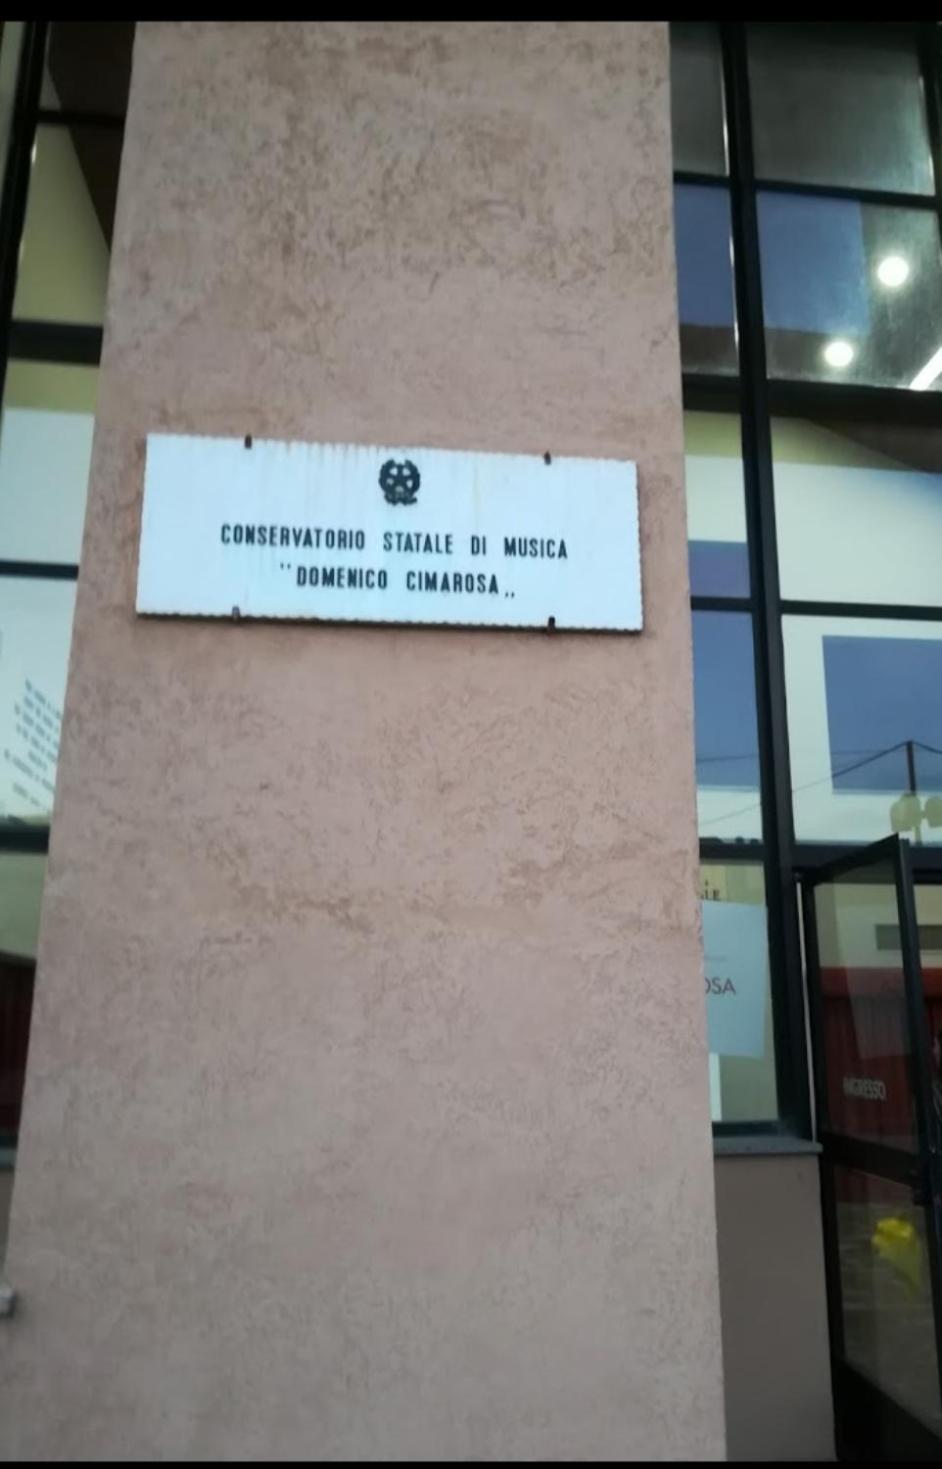 CONSERVATORIO STATALE DI MUSICA
"DOMENICO CIMAROSA„
OSA
INGRESSO